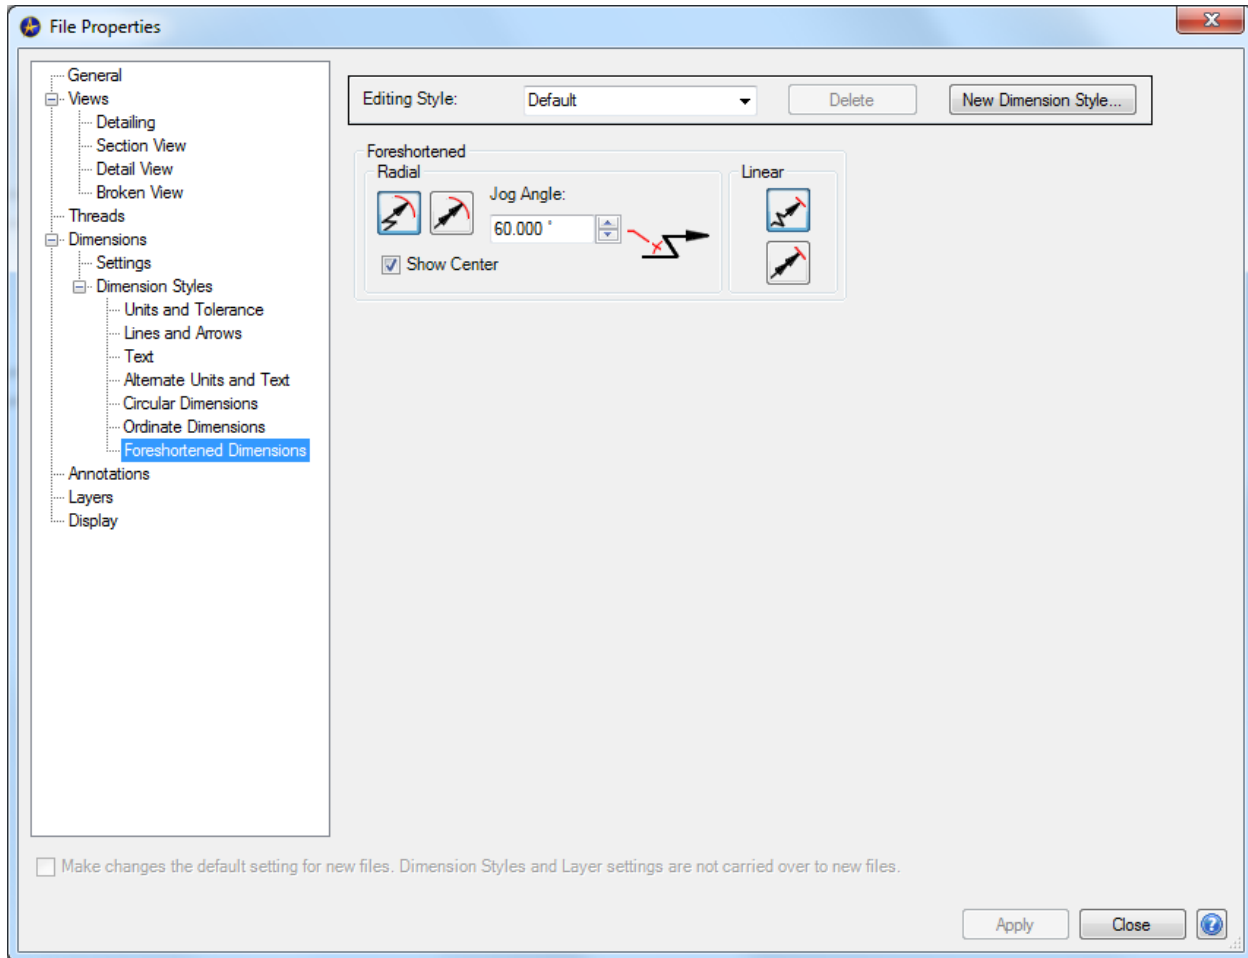 File Properties
General
Views
Detailing
Section View
Detail View
Broken View
Threads
Dimensions
Settings
Dimension Styles
Units and Tolerance
Lines and Arrows
Text
Alternate Units and Text
Circular Dimensions
Ordinate Dimensions
Foreshortened Dimensions
Annotations
Layers
Display
Editing Style: Default Delete New Dimension Style...
Foreshortened
Radial Linear
Jog Angle:
60.000 °
Show Center
Make changes the default setting for new files. Dimension Styles and Layer settings are not carried over to new files.
Apply Close ?